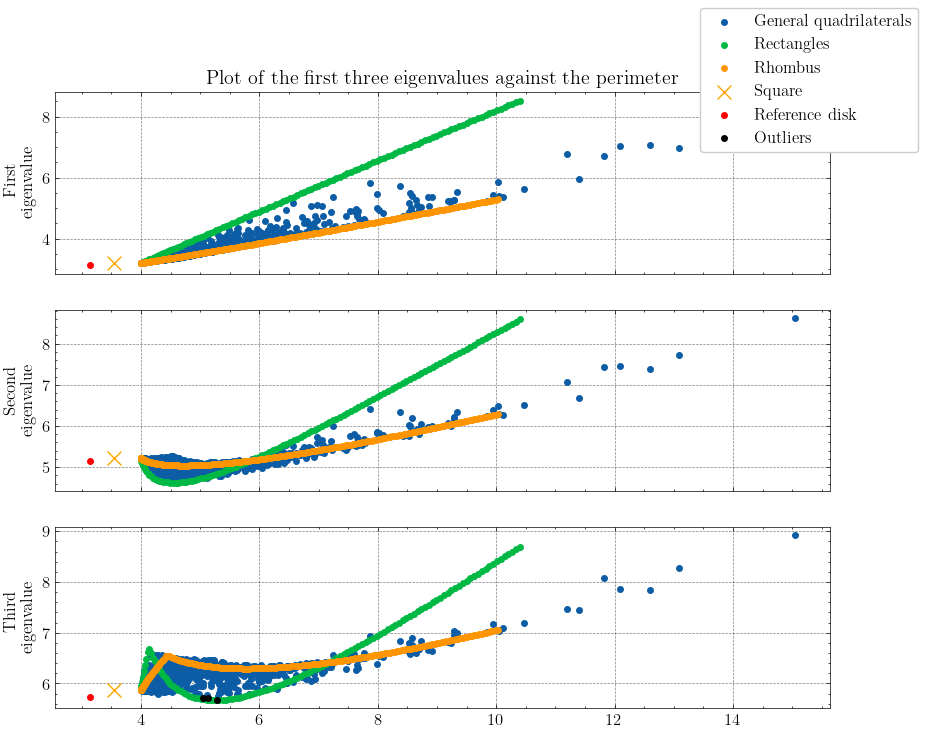 General quadrilaterals
Rectangles
Rhombus
Square
Reference disk
Outliers
Plot of the first three eigenvalues against the perimeter
First
eigenvalue
8
6
4
Second
eigenvalue
8
7
6
5
Third
eigenvalue
9
8
7
6
4 6 8 10 12 14